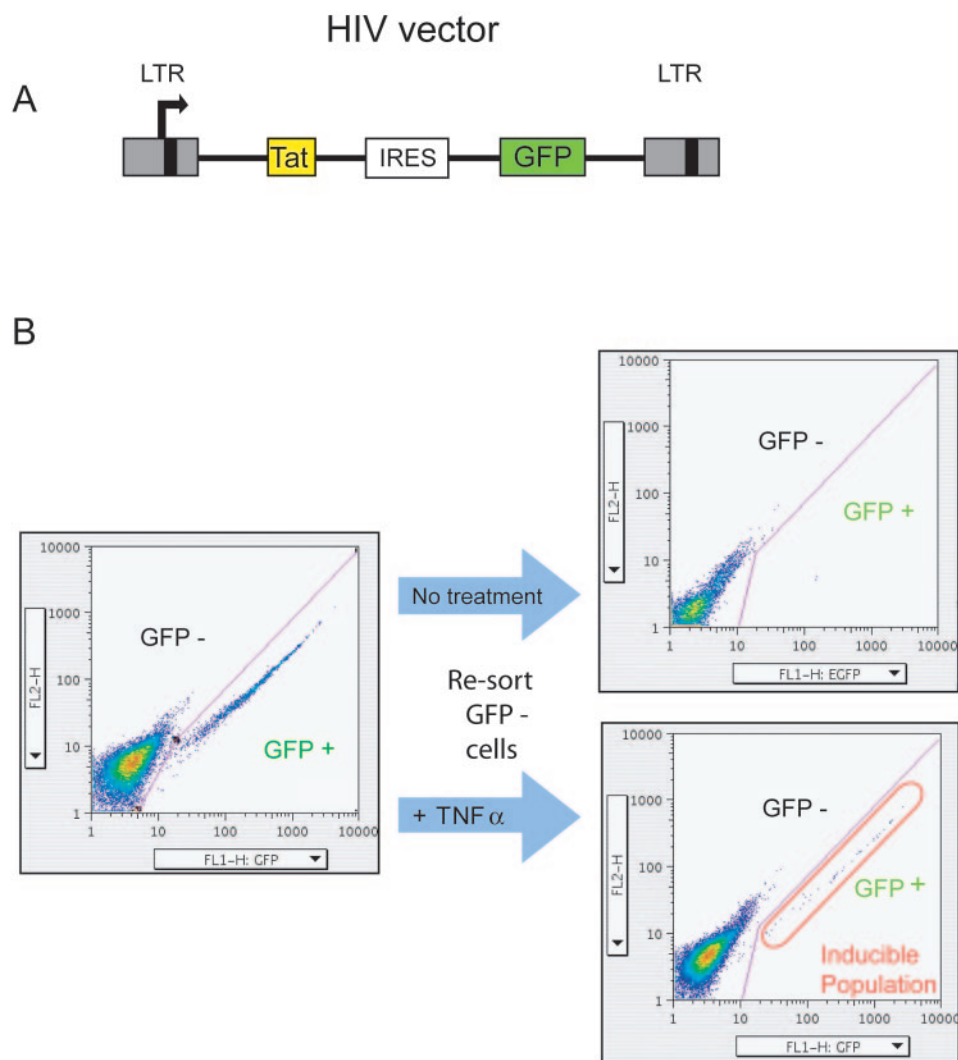 HIV vector
A
LTR
LTR
Tat
IRES
GFP
B
10000
1000
100
10
1
FL2-H
GFP -
GFP +
1
10
100
1000
10000
FL1-H: GFP
No treatment
Re-sort
GFP -
cells
+ TNF α
10000
1000
100
10
1
FL2-H
GFP -
GFP +
1
10
100
1000
10000
FL1-H: EGFP
10000
1000
100
10
1
FL2-H
GFP -
GFP +
Inducible
Population
1
10
100
1000
10000
FL1-H: GFP